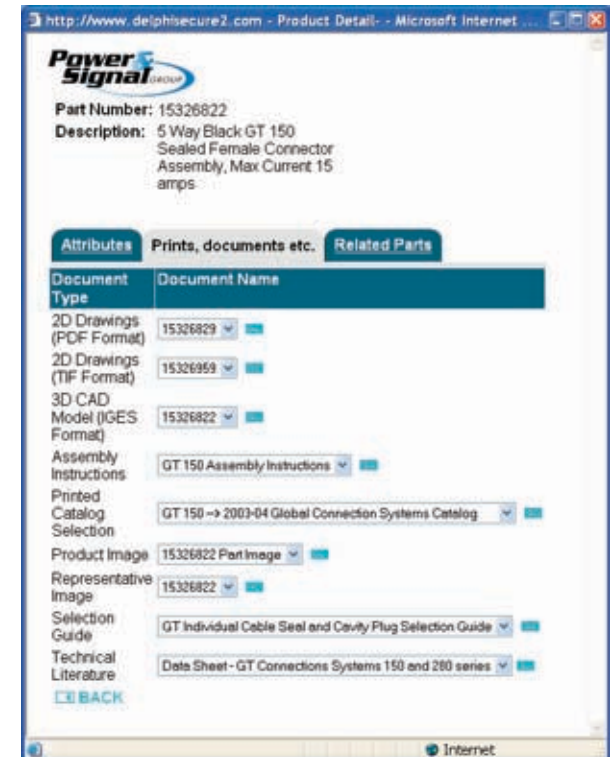 http://www. delphisecure2.com - Product Detail- - Microsoft Internet ...
Power &
Signal GROUP
Part Number: 15326822
Description: 5 Way Black GT 150
Sealed Female Connector
Assembly, Max Current 15
amps
Attributes Prints, documents etc. Related Parts
Document Document Name
Type
2D Drawings
(PDF Format) 15326829
2D Drawings
(TIF Format) 15326959
3D CAD
Model (IGES 15326822
Format)
Assembly
Instructions GT 150 Assembly Instructions
Printed
Catalog GT 150 --> 2003-04 Global Connection Systems Catalog
Selection
Product Image 15326822 Part Image
Representative
Image 15326822
Selection
Guide GT Individual Cable Seal and Cavity Plug Selection Guide
Technical
Literature Data Sheet - GT Connections Systems 150 and 280 series
BACK
Internet